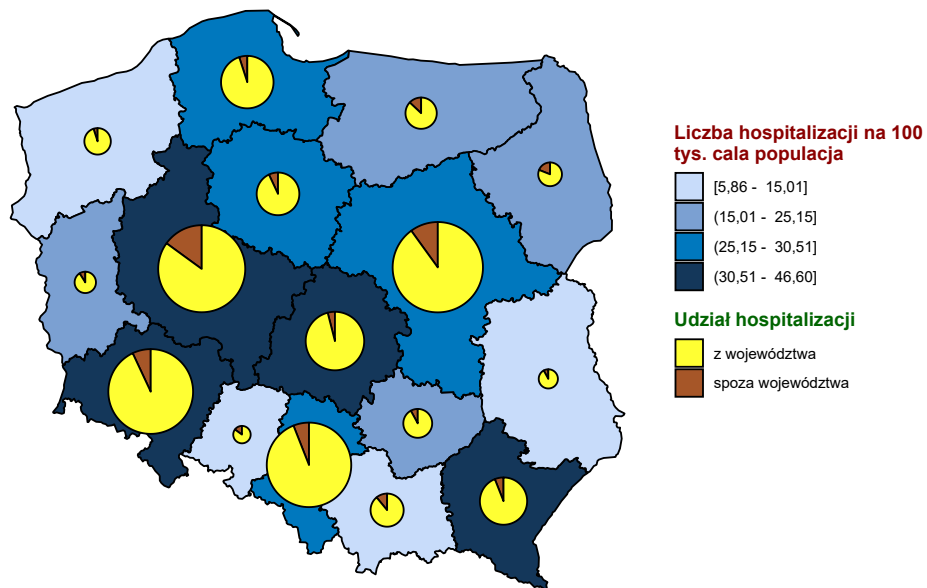 Liczba hospitalizacji na 100
tys. cala populacja
[5,86 - 15,01]
(15,01 - 25,15]
(25,15 - 30,51]
(30,51 - 46,60]
Udział hospitalizacji
z województwa
spoza województwa